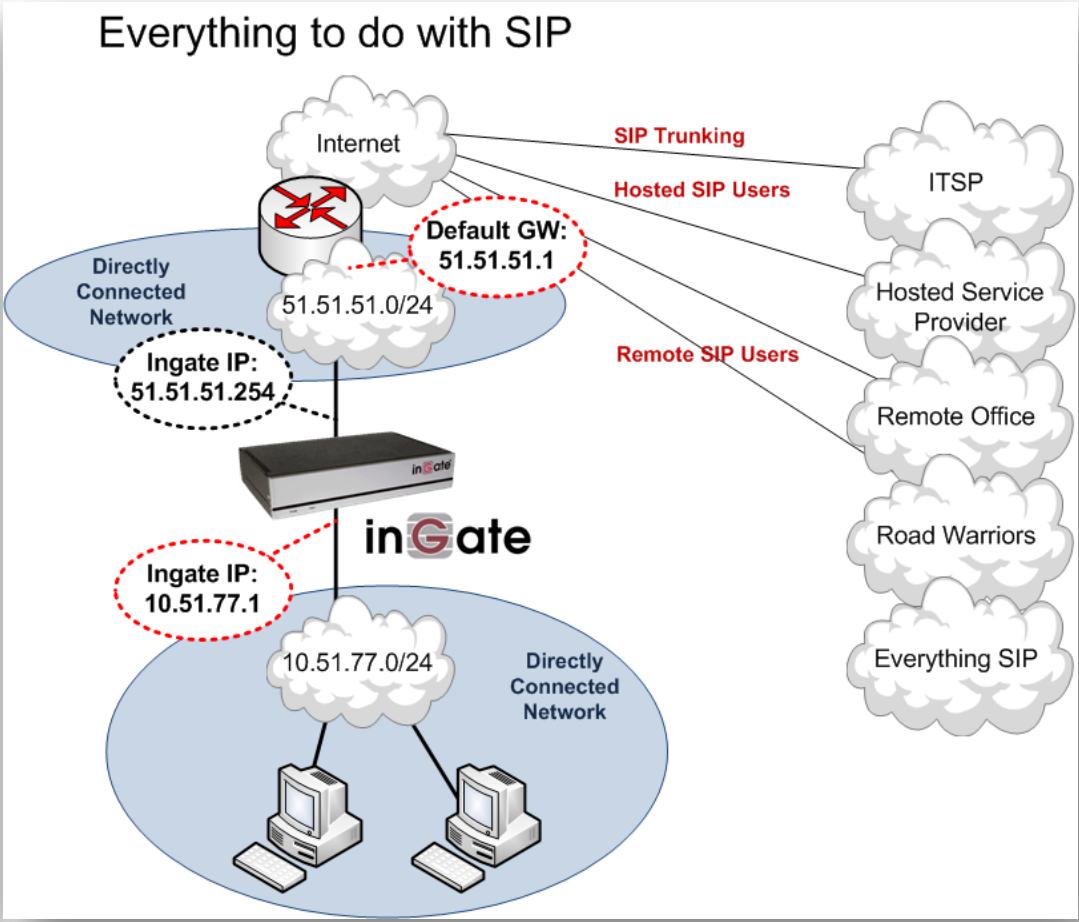 Everything to do with SIP
Internet
SIP Trunking
ITSP
Hosted SIP Users
Default GW:
51.51.51.1
Directly
Connected
Network
51.51.51.0/24
Hosted Service
Provider
Ingate IP:
51.51.51.254
Remote SIP Users
Remote Office
inGate
inGate
Road Warriors
Ingate IP:
10.51.77.1
10.51.77.0/24
Directly
Connected
Network
Everything SIP